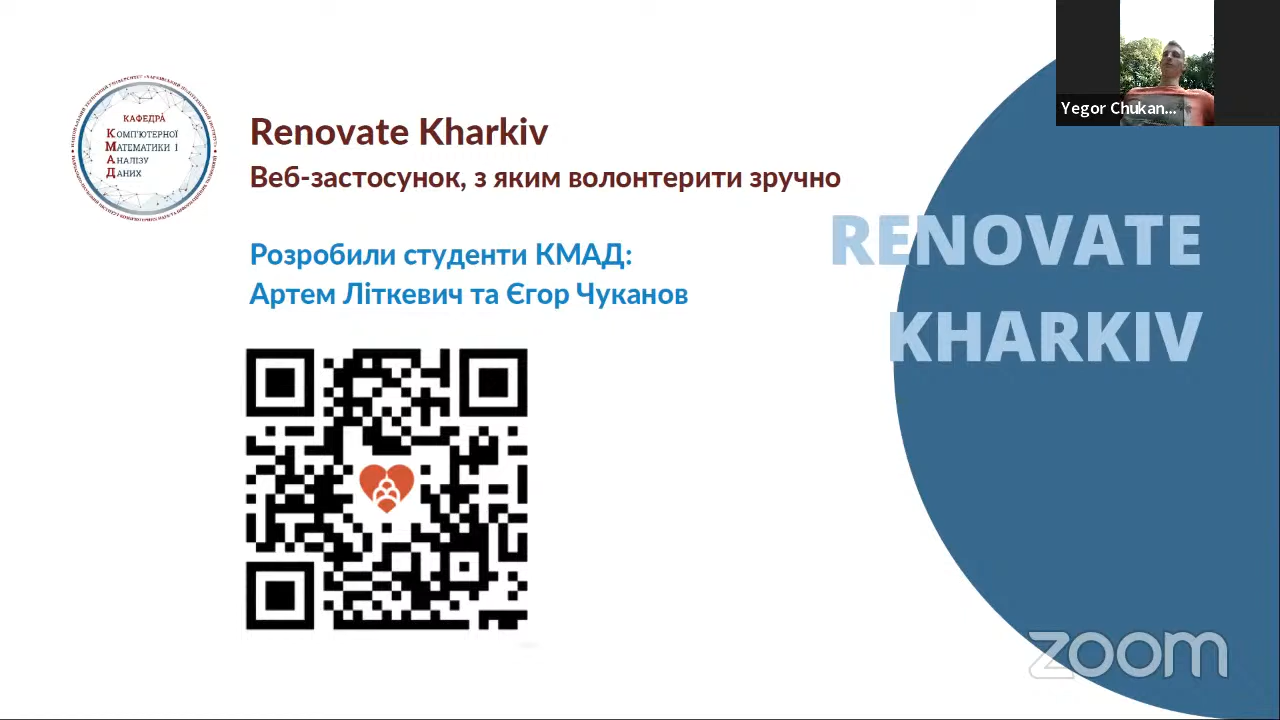 КАФЕДРА
КОМП'ЮТЕРНОЇ
МАТЕМАТИКИ І
АНАЛІЗУ
ДАНИХ
Renovate Kharkiv
Веб-застосунок, з яким волонтерити зручно
Розробили студенти КМАД:
Артем Літкевич та Єгор Чуканов
RENOVATE
KHARKIV
Yegor Chukan...
zoom